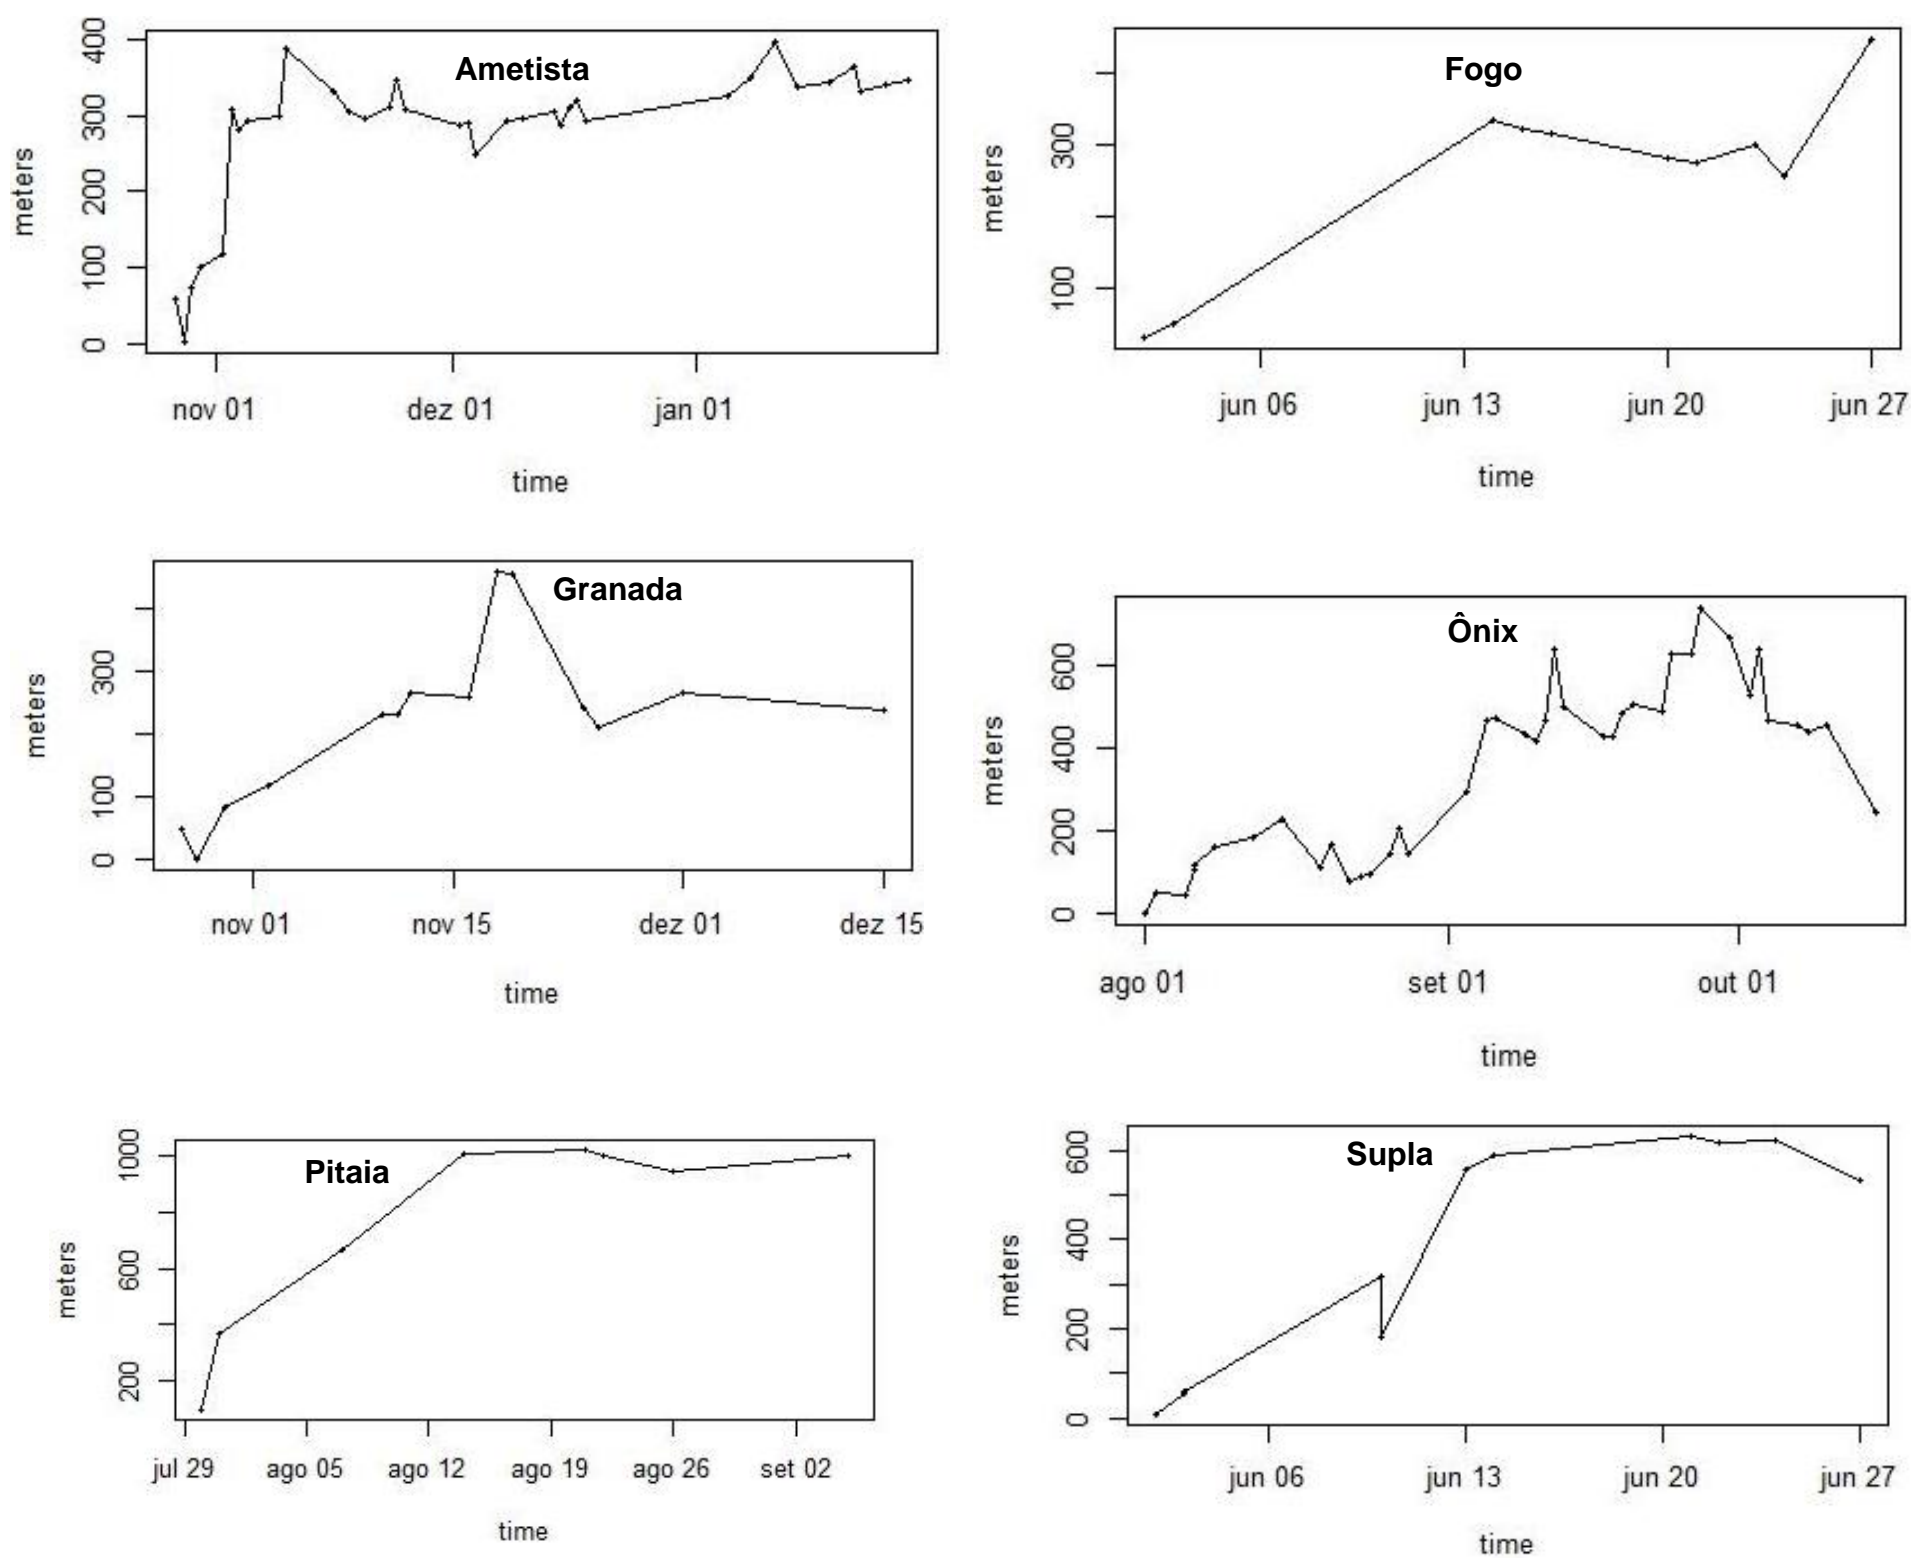 Ametista
meters
400
300
200
100
0
nov 01 dez 01 jan 01
time
Fogo
meters
300
100
jun 06 jun 13 jun 20 jun 27
time
Granada
meters
300
100
0
nov 01 nov 15 dez 01 dez 15
time
Ônix
meters
600
400
200
0
ago 01 set 01 out 01
time
Pitaia
meters
1000
600
200
jul 29 ago 05 ago 12 ago 19 ago 26 set 02
time
Supla
meters
600
400
200
0
jun 06 jun 13 jun 20 jun 27
time